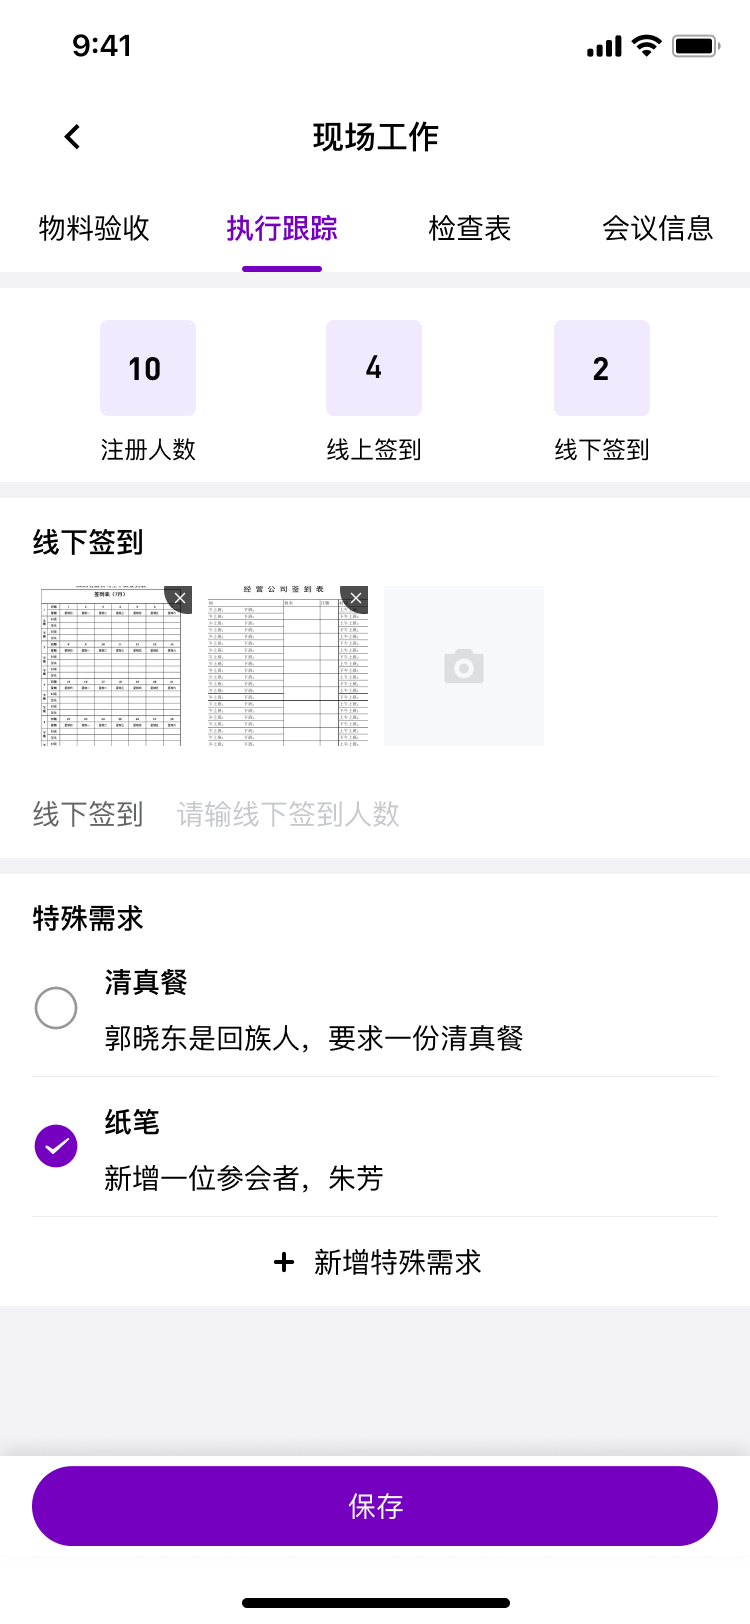 9:41
现场工作
物料验收 执行跟踪 检查表 会议信息
10 4 2
注册人数 线上签到 线下签到
线下签到
签到表（7月）
经营公司签到表
线下签到 请输线下签到人数
特殊需求
清真餐
郭晓东是回族人，要求一份清真餐
纸笔
新增一位参会者，朱芳
+ 新增特殊需求
保存